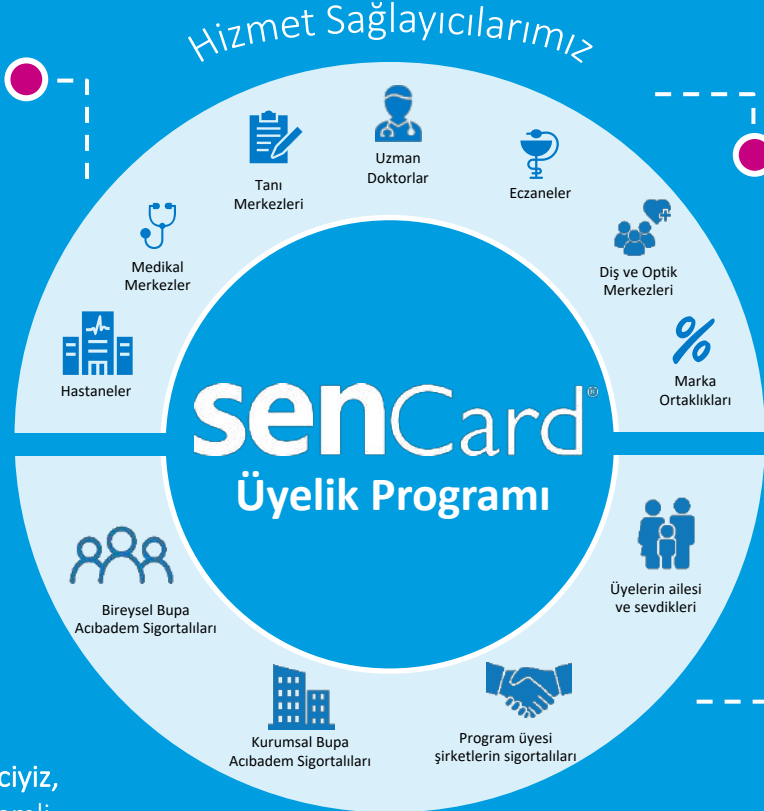 Hizmet Sağlayıcılarımız
Uzman
Doktorlar
Tanı
Merkezleri
Eczaneler
Medikal
Merkezler
Diş ve Optik
Merkezleri
Hastaneler
Marka
Ortaklıkları
senCard®
Üyelik Programı
Bireysel Bupa
Acıbadem Sigortalıları
Üyelerin ailesi
ve sevdikleri
Kurumsal Bupa
Acıbadem Sigortalıları
Program üyesi
şirketlerin sigortalıları
ciyiz,